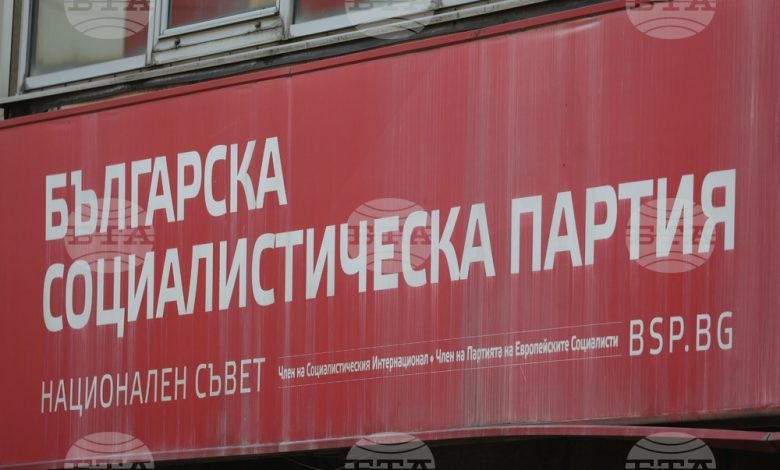 БЪЛГАРСКА
СОЦИАЛИСТИЧЕСКА ПАРТИЯ
НАЦИОНАЛЕН СЪВЕТ
Член на Социалистическия Интернационал • Член на Партията на Европейските Социалисти
BSP.BG